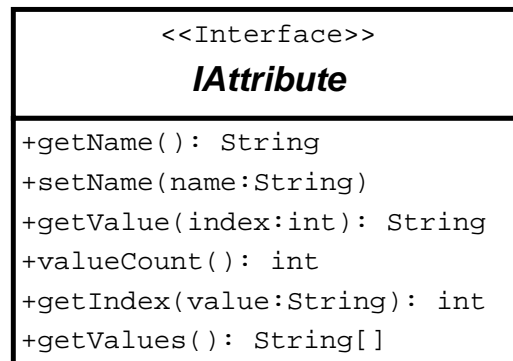 <<Interface>>
IAttribute
+getName(): String
+setName(name:String)
+getValue(index:int): String
+valueCount(): int
+getIndex(value:String): int
+getValues(): String[]